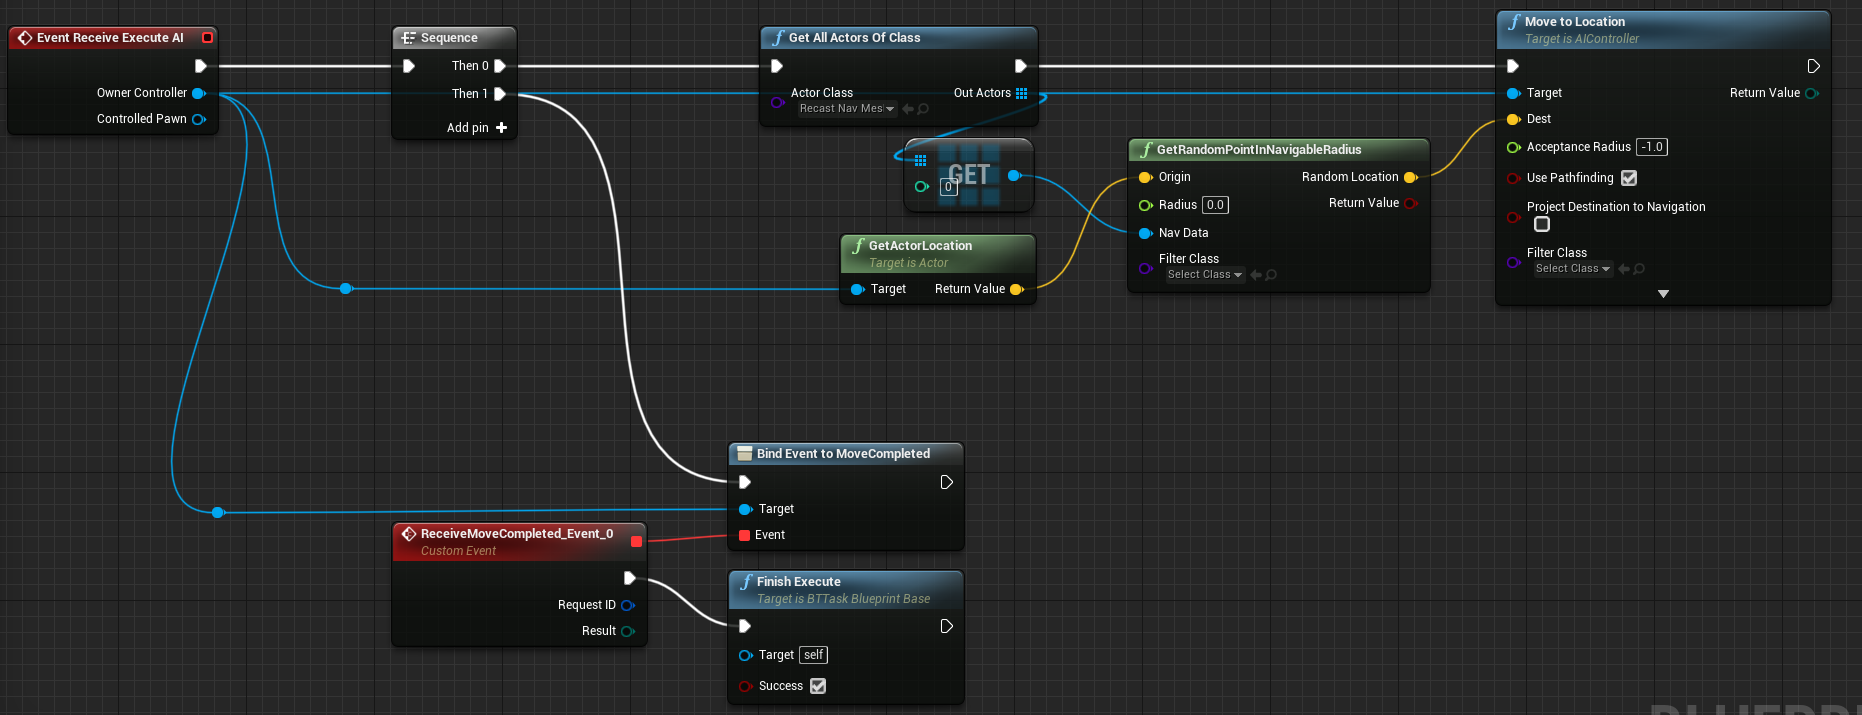 Event Receive Execute AI
Owner Controller
Controlled Pawn
Sequence
Then 0
Then 1
Add pin
Get All Actors Of Class
Actor Class
Recast Nav Mes
Out Actors
GET
0
GetActorLocation
Target is Actor
Target
Return Value
GetRandomPointInNavigableRadius
Origin
Random Location
Radius 0.0
Return Value
Nav Data
Filter Class
Select Class
Move to Location
Target is AIController
Target
Return Value
Dest
Acceptance Radius -1.0
Use Pathfinding
Project Destination to Navigation
Filter Class
Select Class
Bind Event to MoveCompleted
Target
Event
ReceiveMoveCompleted_Event_0
Custom Event
Request ID
Result
Finish Execute
Target is BTTask Blueprint Base
Target self
Success